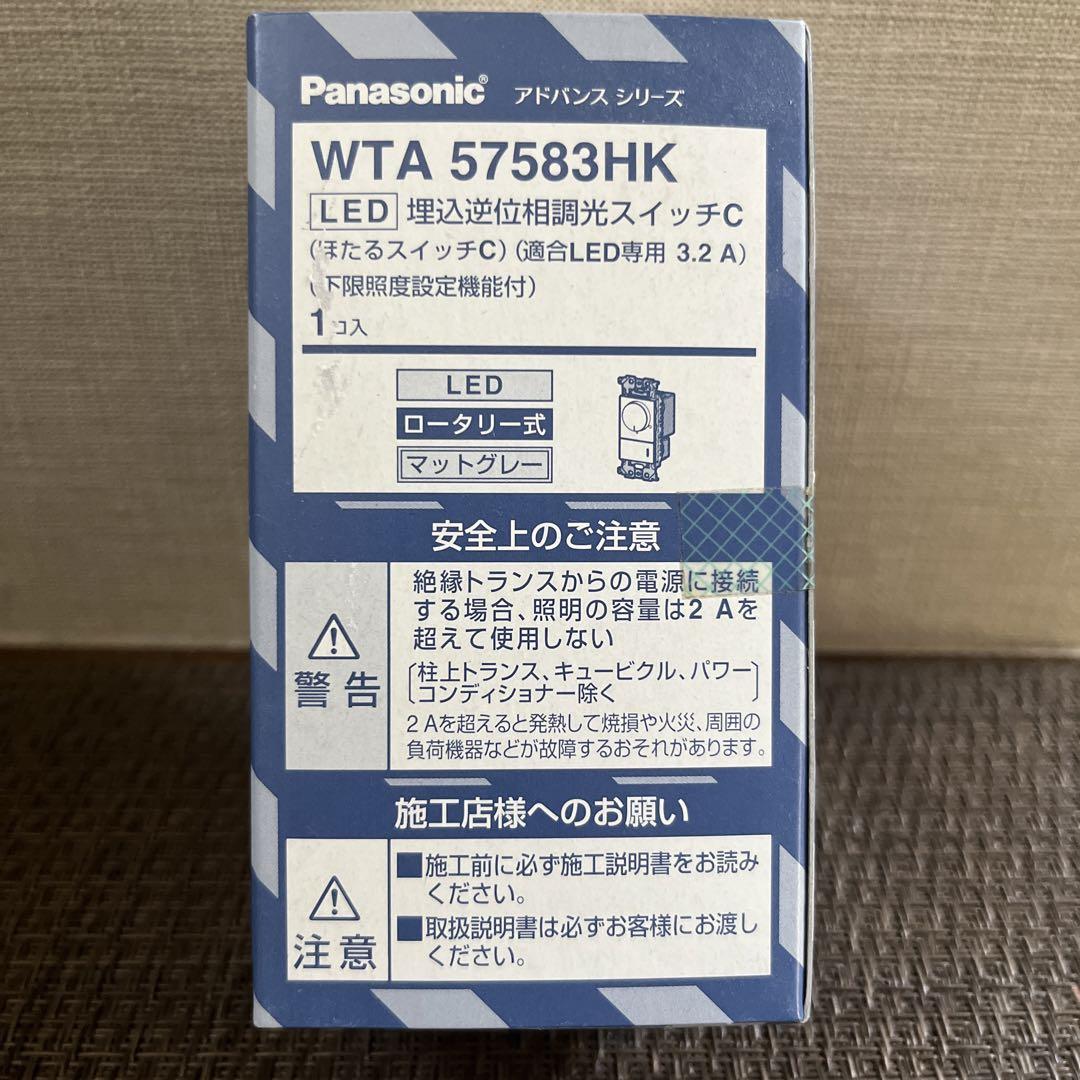 Panasonic® アドバンス シリーズ
WTA 57583HK
LED 埋込逆位相調光スイッチC
(ほたるスイッチC) (適合LED専用 3.2 A)
(下限照度設定機能付)
1コ入
LED
ロータリー式
マットグレー
安全上のご注意
警告
絶縁トランスからの電源に接続
する場合、照明の容量は2 Aを
超えて使用しない
〔柱上トランス、キュービクル、パワー
コンディショナー除く〕
2 Aを超えると発熱して焼損や火災、周囲の
負荷機器などが故障するおそれがあります。
施工店様へのお願い
注意
■施工前に必ず施工説明書をお読み
ください。
■取扱説明書は必ずお客様にお渡し
ください。